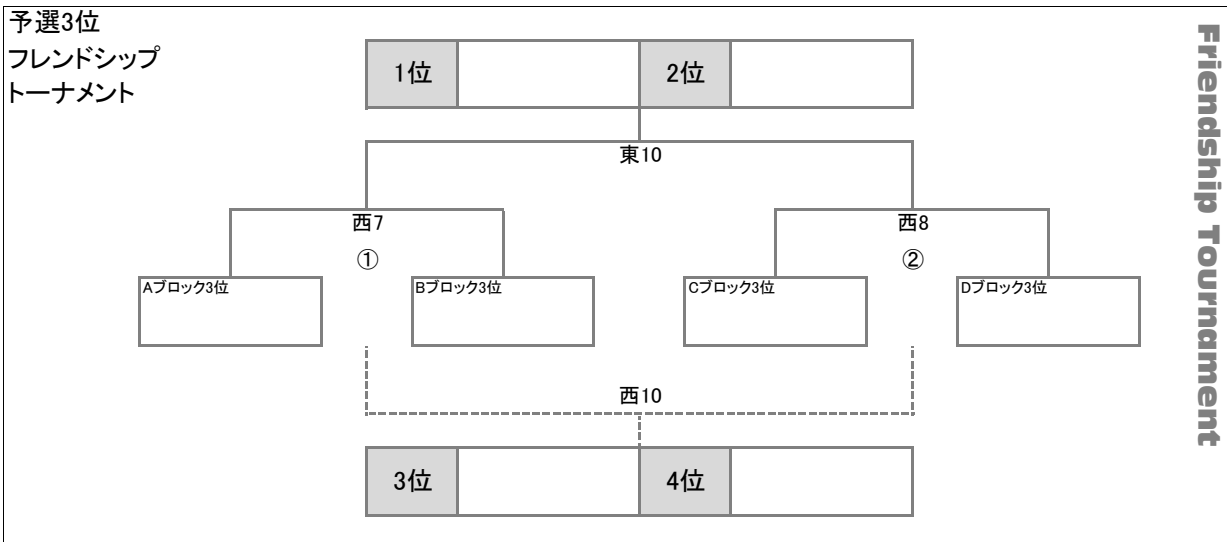 予選3位
フレンドシップ
トーナメント
1位
2位
東10
西7
西8
①
②
Aブロック3位
Bブロック3位
Cブロック3位
Dブロック3位
西10
3位
4位
Friendship Tournament